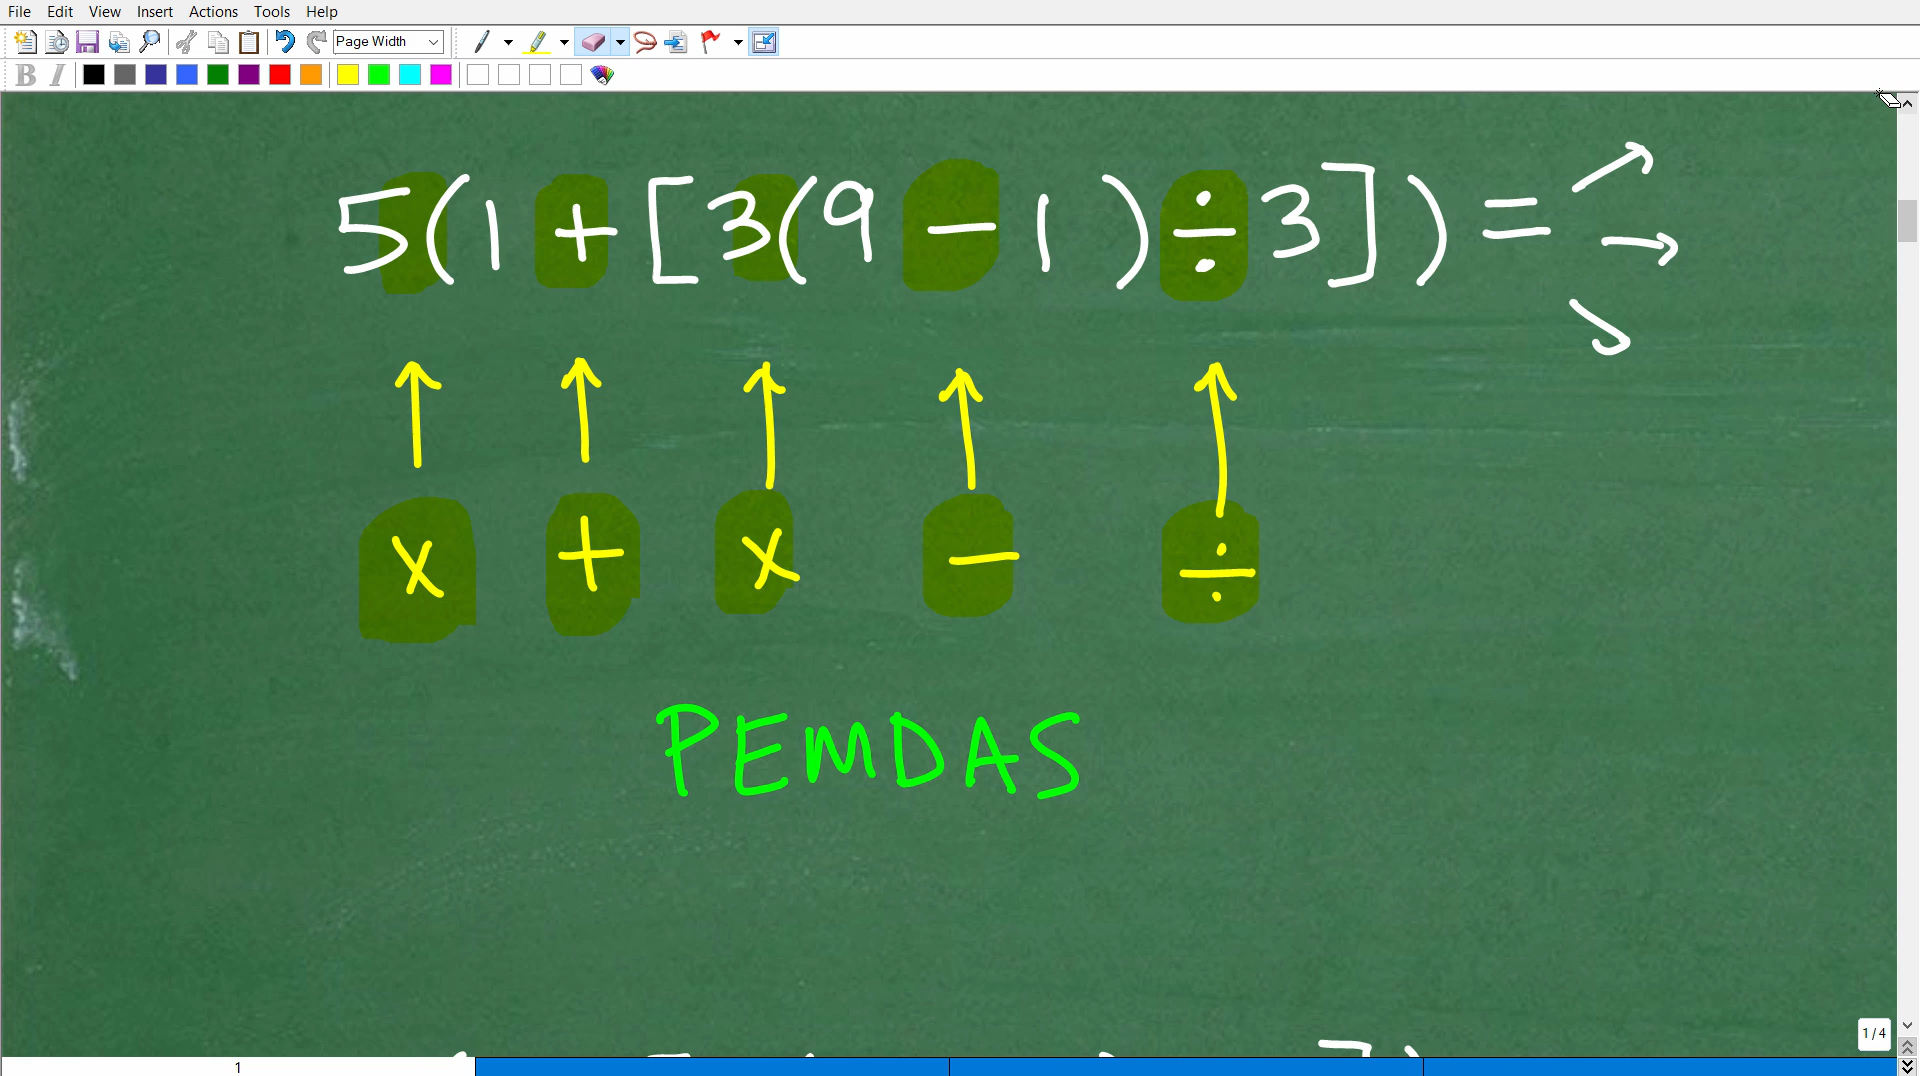 File Edit View Insert Actions Tools Help
Page Width
B I
5(1 + [3(9 − 1) ÷ 3]) =
x + x − ÷
PEMDAS
1 / 4
1